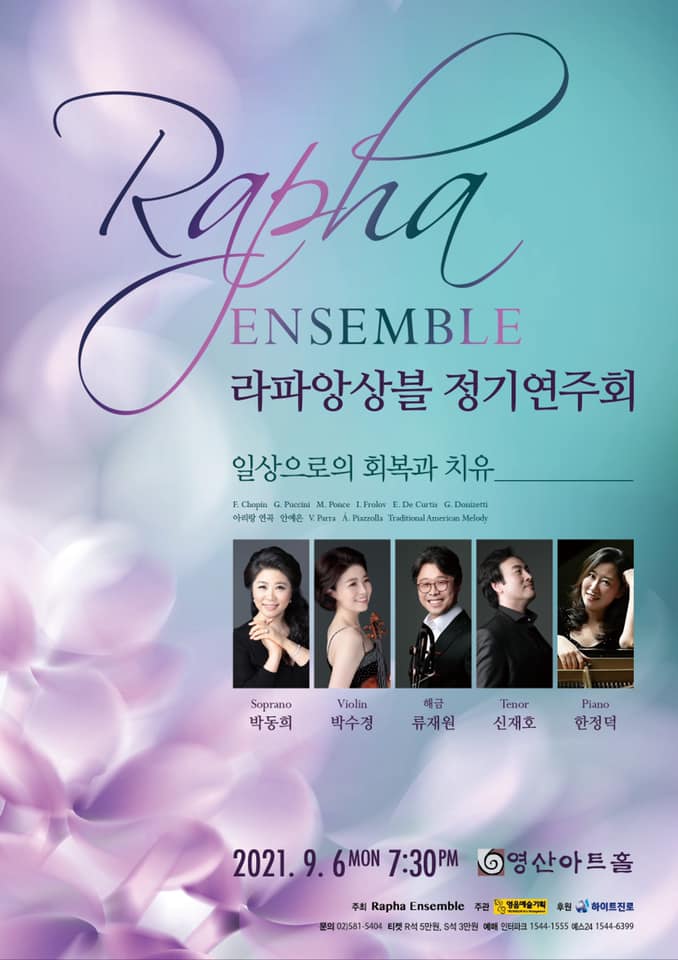 Rapha
ENSEMBLE
라파앙상블 정기연주회
일상으로의 회복과 치유
F. Chopin G. Puccini M. Ponce I. Frolov E. De Curtis G. Donizetti
아리랑 연곡 안예은 V. Parra Á. Piazzolla Traditional American Melody
Soprano Violin 해금 Tenor Piano
박동희 박수경 류재원 신재호 한정덕
2021. 9. 6 MON 7:30 PM 영산아트홀
주최 Rapha Ensemble 주관 영음예술기획 후원 하이트진로
문의 02)581-5404 티켓 R석 5만원, S석 3만원 예매 인터파크 1544-1555 예스24 1544-6399